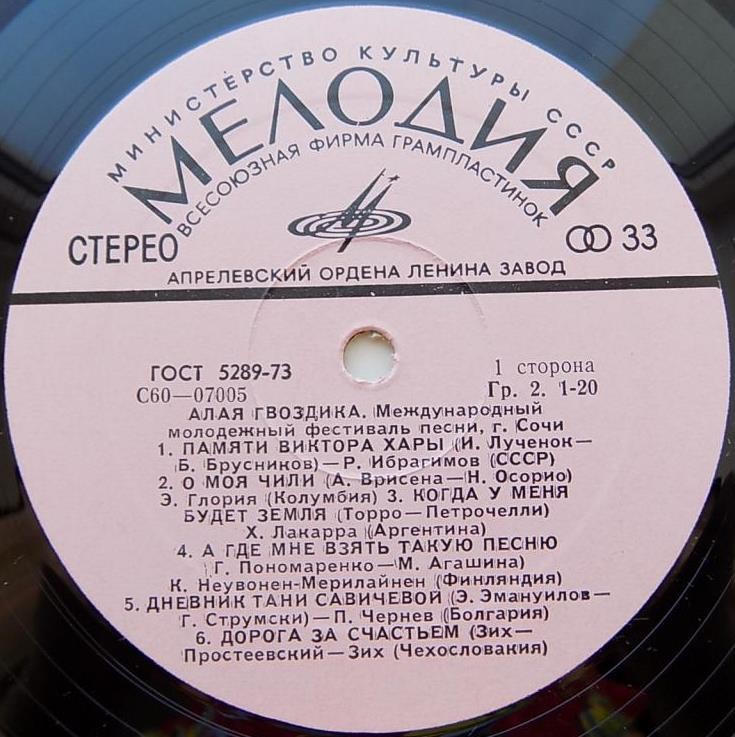 МИНИСТЕРСТВО КУЛЬТУРЫ СССР
МЕЛОДИЯ
ВСЕСОЮЗНАЯ ФИРМА ГРАМПЛАСТИНОК
СТЕРЕО 33
АПРЕЛЕВСКИЙ ОРДЕНА ЛЕНИНА ЗАВОД
ГОСТ 5289-73 1 сторона
С60—07005 Гр. 2. 1-20
АЛАЯ ГВОЗДИКА. Международный
молодежный фестиваль песни, г. Сочи
1. ПАМЯТИ ВИКТОРА ХАРЫ (И. Лученок—
Б. Брусников)—Р. Ибрагимов (СССР)
2. О МОЯ ЧИЛИ (А. Врисена—Н. Осорио)
Э. Глория (Колумбия) 3. КОГДА У МЕНЯ
БУДЕТ ЗЕМЛЯ (Торро—Петрочелли)
Х. Лакарра (Аргентина)
4. А ГДЕ МНЕ ВЗЯТЬ ТАКУЮ ПЕСНЮ
(Г. Пономаренко—М. Агашина)
К. Неувонен-Мерилайнен (Финляндия)
5. ДНЕВНИК ТАНИ САВИЧЕВОЙ (Э. Эмануилов—
Г. Струмски)—П. Чернев (Болгария)
6. ДОРОГА ЗА СЧАСТЬЕМ (Зих—
Простеевский—Зих (Чехословакия)